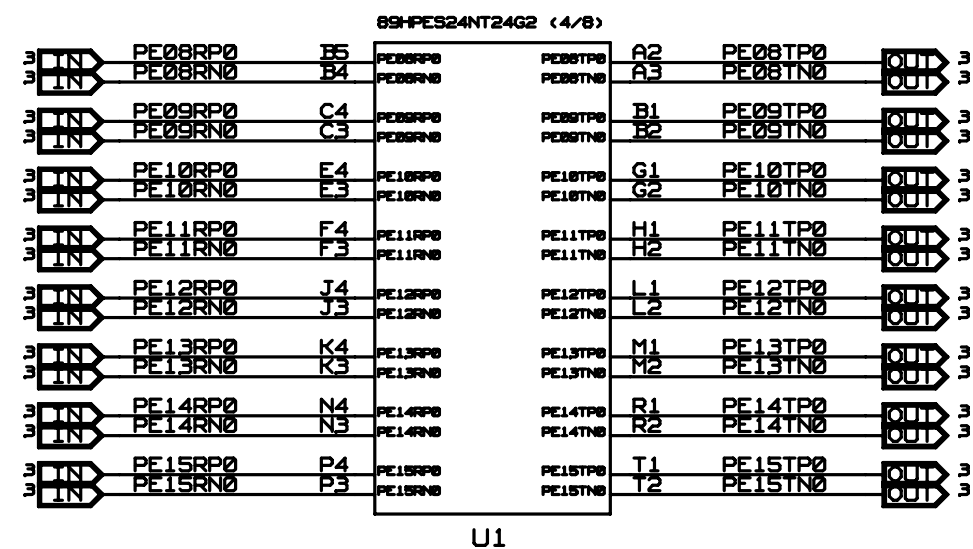 89HPES24NT24G2 (4/8)
3 IN PE08RP0 B5 PE08RP0 PE08TP0 A2 PE08TP0 OUT 3
3 IN PE08RN0 B4 PE08RN0 PE08TN0 A3 PE08TN0 OUT 3
3 IN PE09RP0 C4 PE09RP0 PE09TP0 B1 PE09TP0 OUT 3
3 IN PE09RN0 C3 PE09RN0 PE09TN0 B2 PE09TN0 OUT 3
3 IN PE10RP0 E4 PE10RP0 PE10TP0 G1 PE10TP0 OUT 3
3 IN PE10RN0 E3 PE10RN0 PE10TN0 G2 PE10TN0 OUT 3
3 IN PE11RP0 F4 PE11RP0 PE11TP0 H1 PE11TP0 OUT 3
3 IN PE11RN0 F3 PE11RN0 PE11TN0 H2 PE11TN0 OUT 3
3 IN PE12RP0 J4 PE12RP0 PE12TP0 L1 PE12TP0 OUT 3
3 IN PE12RN0 J3 PE12RN0 PE12TN0 L2 PE12TN0 OUT 3
3 IN PE13RP0 K4 PE13RP0 PE13TP0 M1 PE13TP0 OUT 3
3 IN PE13RN0 K3 PE13RN0 PE13TN0 M2 PE13TN0 OUT 3
3 IN PE14RP0 N4 PE14RP0 PE14TP0 R1 PE14TP0 OUT 3
3 IN PE14RN0 N3 PE14RN0 PE14TN0 R2 PE14TN0 OUT 3
3 IN PE15RP0 P4 PE15RP0 PE15TP0 T1 PE15TP0 OUT 3
3 IN PE15RN0 P3 PE15RN0 PE15TN0 T2 PE15TN0 OUT 3
U1